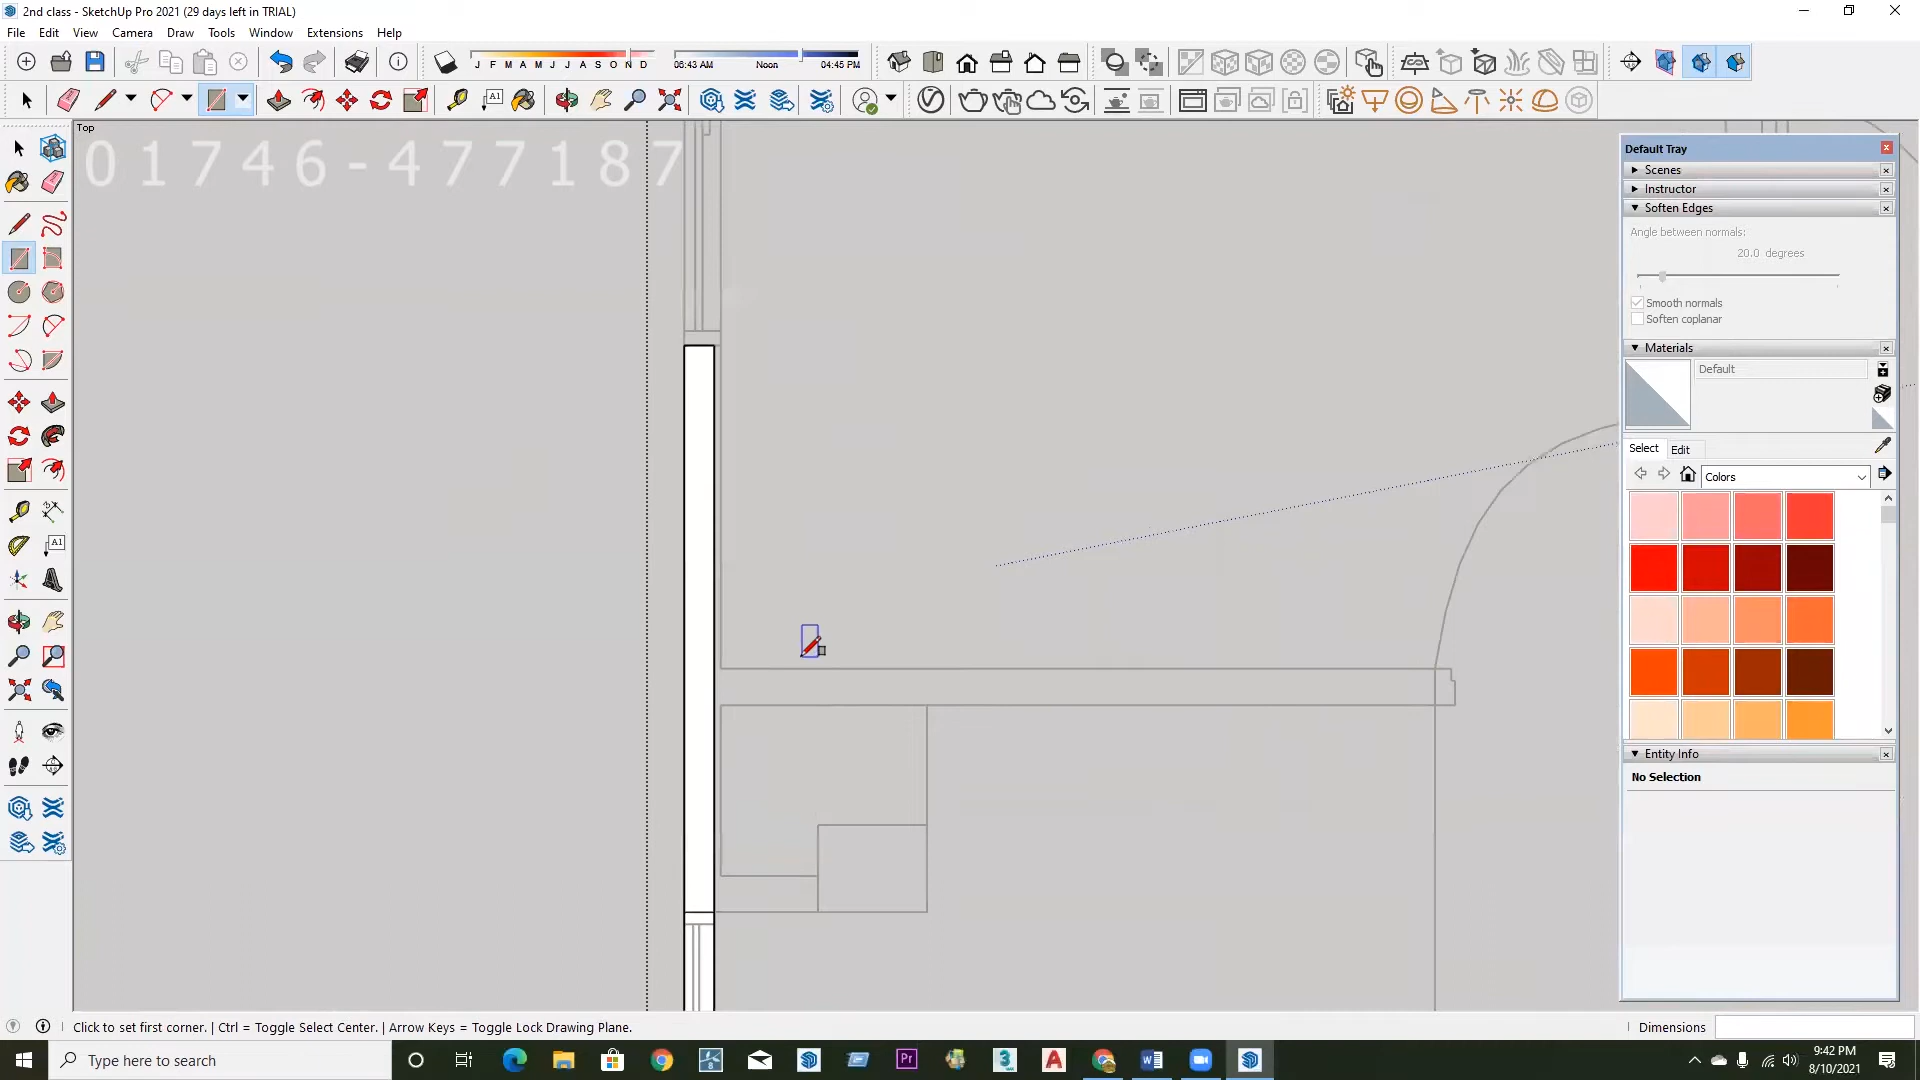 2nd class - SketchUp Pro 2021 (29 days left in TRIAL)
File Edit View Camera Draw Tools Window Extensions Help
J F M A M J J A S O N D 06:43 AM Noon 04:45 PM
A1
Top
01746-477187
Default Tray
Scenes
Instructor
Soften Edges
Angle between normals:
20.0 degrees
Smooth normals
Soften coplanar
Materials
Default
Select Edit
Colors
A1
Entity Info
No Selection
Click to set first corner. | Ctrl = Toggle Select Center. | Arrow Keys = Toggle Lock Drawing Plane.
Dimensions
Type here to search
Pr
3
A
9:42 PM
8/10/2021